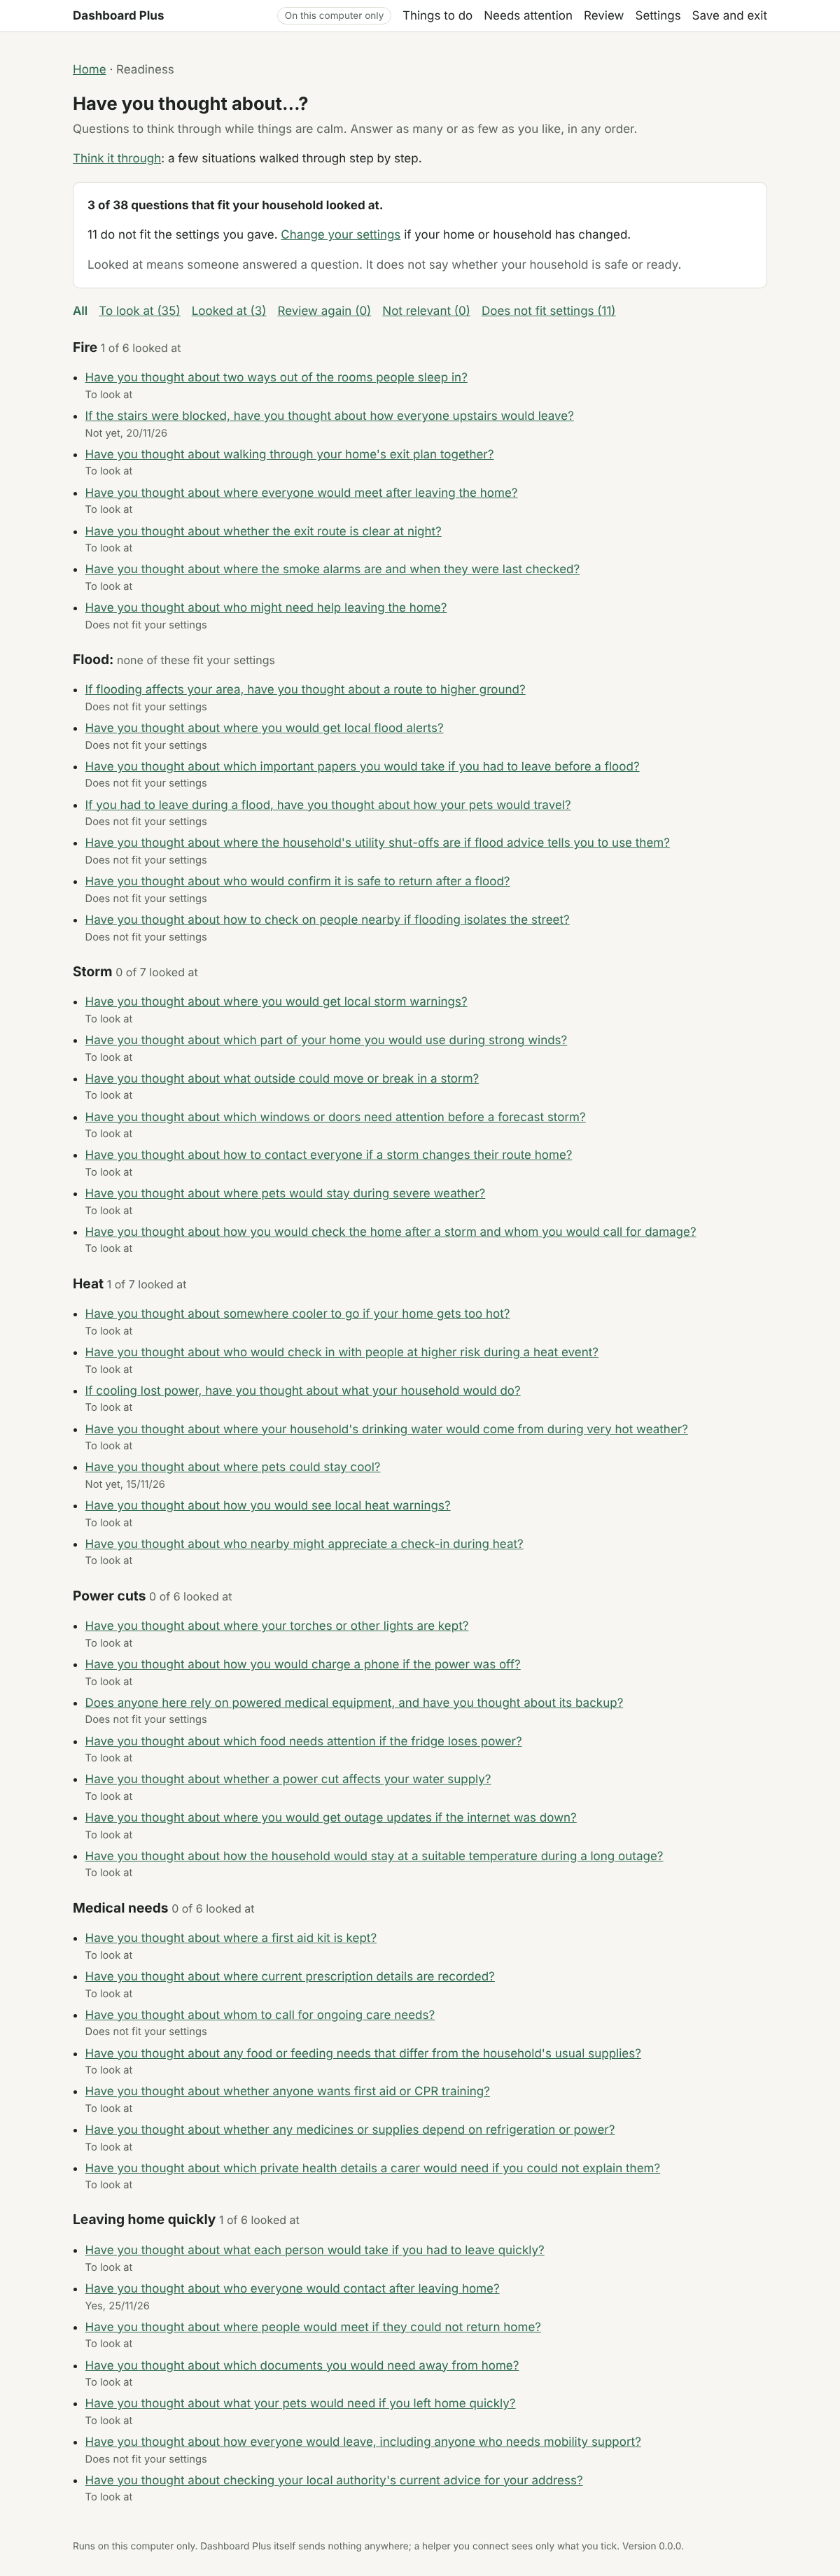 Dashboard Plus
On this computer only Things to do Needs attention Review Settings Save and exit
Home · Readiness
Have you thought about...?
Questions to think through while things are calm. Answer as many or as few as you like, in any order.
Think it through: a few situations walked through step by step.
3 of 38 questions that fit your household looked at.
11 do not fit the settings you gave. Change your settings if your home or household has changed.
Looked at means someone answered a question. It does not say whether your household is safe or ready.
All To look at (35) Looked at (3) Review again (0) Not relevant (0) Does not fit settings (11)
Fire 1 of 6 looked at
• Have you thought about two ways out of the rooms people sleep in?
To look at
• If the stairs were blocked, have you thought about how everyone upstairs would leave?
Not yet, 20/11/26
• Have you thought about walking through your home's exit plan together?
To look at
• Have you thought about where everyone would meet after leaving the home?
To look at
• Have you thought about whether the exit route is clear at night?
To look at
• Have you thought about where the smoke alarms are and when they were last checked?
To look at
• Have you thought about who might need help leaving the home?
Does not fit your settings
Flood: none of these fit your settings
• If flooding affects your area, have you thought about a route to higher ground?
Does not fit your settings
• Have you thought about where you would get local flood alerts?
Does not fit your settings
• Have you thought about which important papers you would take if you had to leave before a flood?
Does not fit your settings
• If you had to leave during a flood, have you thought about how your pets would travel?
Does not fit your settings
• Have you thought about where the household's utility shut-offs are if flood advice tells you to use them?
Does not fit your settings
• Have you thought about who would confirm it is safe to return after a flood?
Does not fit your settings
• Have you thought about how to check on people nearby if flooding isolates the street?
Does not fit your settings
Storm 0 of 7 looked at
• Have you thought about where you would get local storm warnings?
To look at
• Have you thought about which part of your home you would use during strong winds?
To look at
• Have you thought about what outside could move or break in a storm?
To look at
• Have you thought about which windows or doors need attention before a forecast storm?
To look at
• Have you thought about how to contact everyone if a storm changes their route home?
To look at
• Have you thought about where pets would stay during severe weather?
To look at
• Have you thought about how you would check the home after a storm and whom you would call for damage?
To look at
Heat 1 of 7 looked at
• Have you thought about somewhere cooler to go if your home gets too hot?
To look at
• Have you thought about who would check in with people at higher risk during a heat event?
To look at
• If cooling lost power, have you thought about what your household would do?
To look at
• Have you thought about where your household's drinking water would come from during very hot weather?
To look at
• Have you thought about where pets could stay cool?
Not yet, 15/11/26
• Have you thought about how you would see local heat warnings?
To look at
• Have you thought about who nearby might appreciate a check-in during heat?
To look at
Power cuts 0 of 6 looked at
• Have you thought about where your torches or other lights are kept?
To look at
• Have you thought about how you would charge a phone if the power was off?
To look at
• Does anyone here rely on powered medical equipment, and have you thought about its backup?
Does not fit your settings
• Have you thought about which food needs attention if the fridge loses power?
To look at
• Have you thought about whether a power cut affects your water supply?
To look at
• Have you thought about where you would get outage updates if the internet was down?
To look at
• Have you thought about how the household would stay at a suitable temperature during a long outage?
To look at
Medical needs 0 of 6 looked at
• Have you thought about where a first aid kit is kept?
To look at
• Have you thought about where current prescription details are recorded?
To look at
• Have you thought about whom to call for ongoing care needs?
Does not fit your settings
• Have you thought about any food or feeding needs that differ from the household's usual supplies?
To look at
• Have you thought about whether anyone wants first aid or CPR training?
To look at
• Have you thought about whether any medicines or supplies depend on refrigeration or power?
To look at
• Have you thought about which private health details a carer would need if you could not explain them?
To look at
Leaving home quickly 1 of 6 looked at
• Have you thought about what each person would take if you had to leave quickly?
To look at
• Have you thought about who everyone would contact after leaving home?
Yes, 25/11/26
• Have you thought about where people would meet if they could not return home?
To look at
• Have you thought about which documents you would need away from home?
To look at
• Have you thought about what your pets would need if you left home quickly?
To look at
• Have you thought about how everyone would leave, including anyone who needs mobility support?
Does not fit your settings
• Have you thought about checking your local authority's current advice for your address?
To look at
Runs on this computer only. Dashboard Plus itself sends nothing anywhere; a helper you connect sees only what you tick. Version 0.0.0.